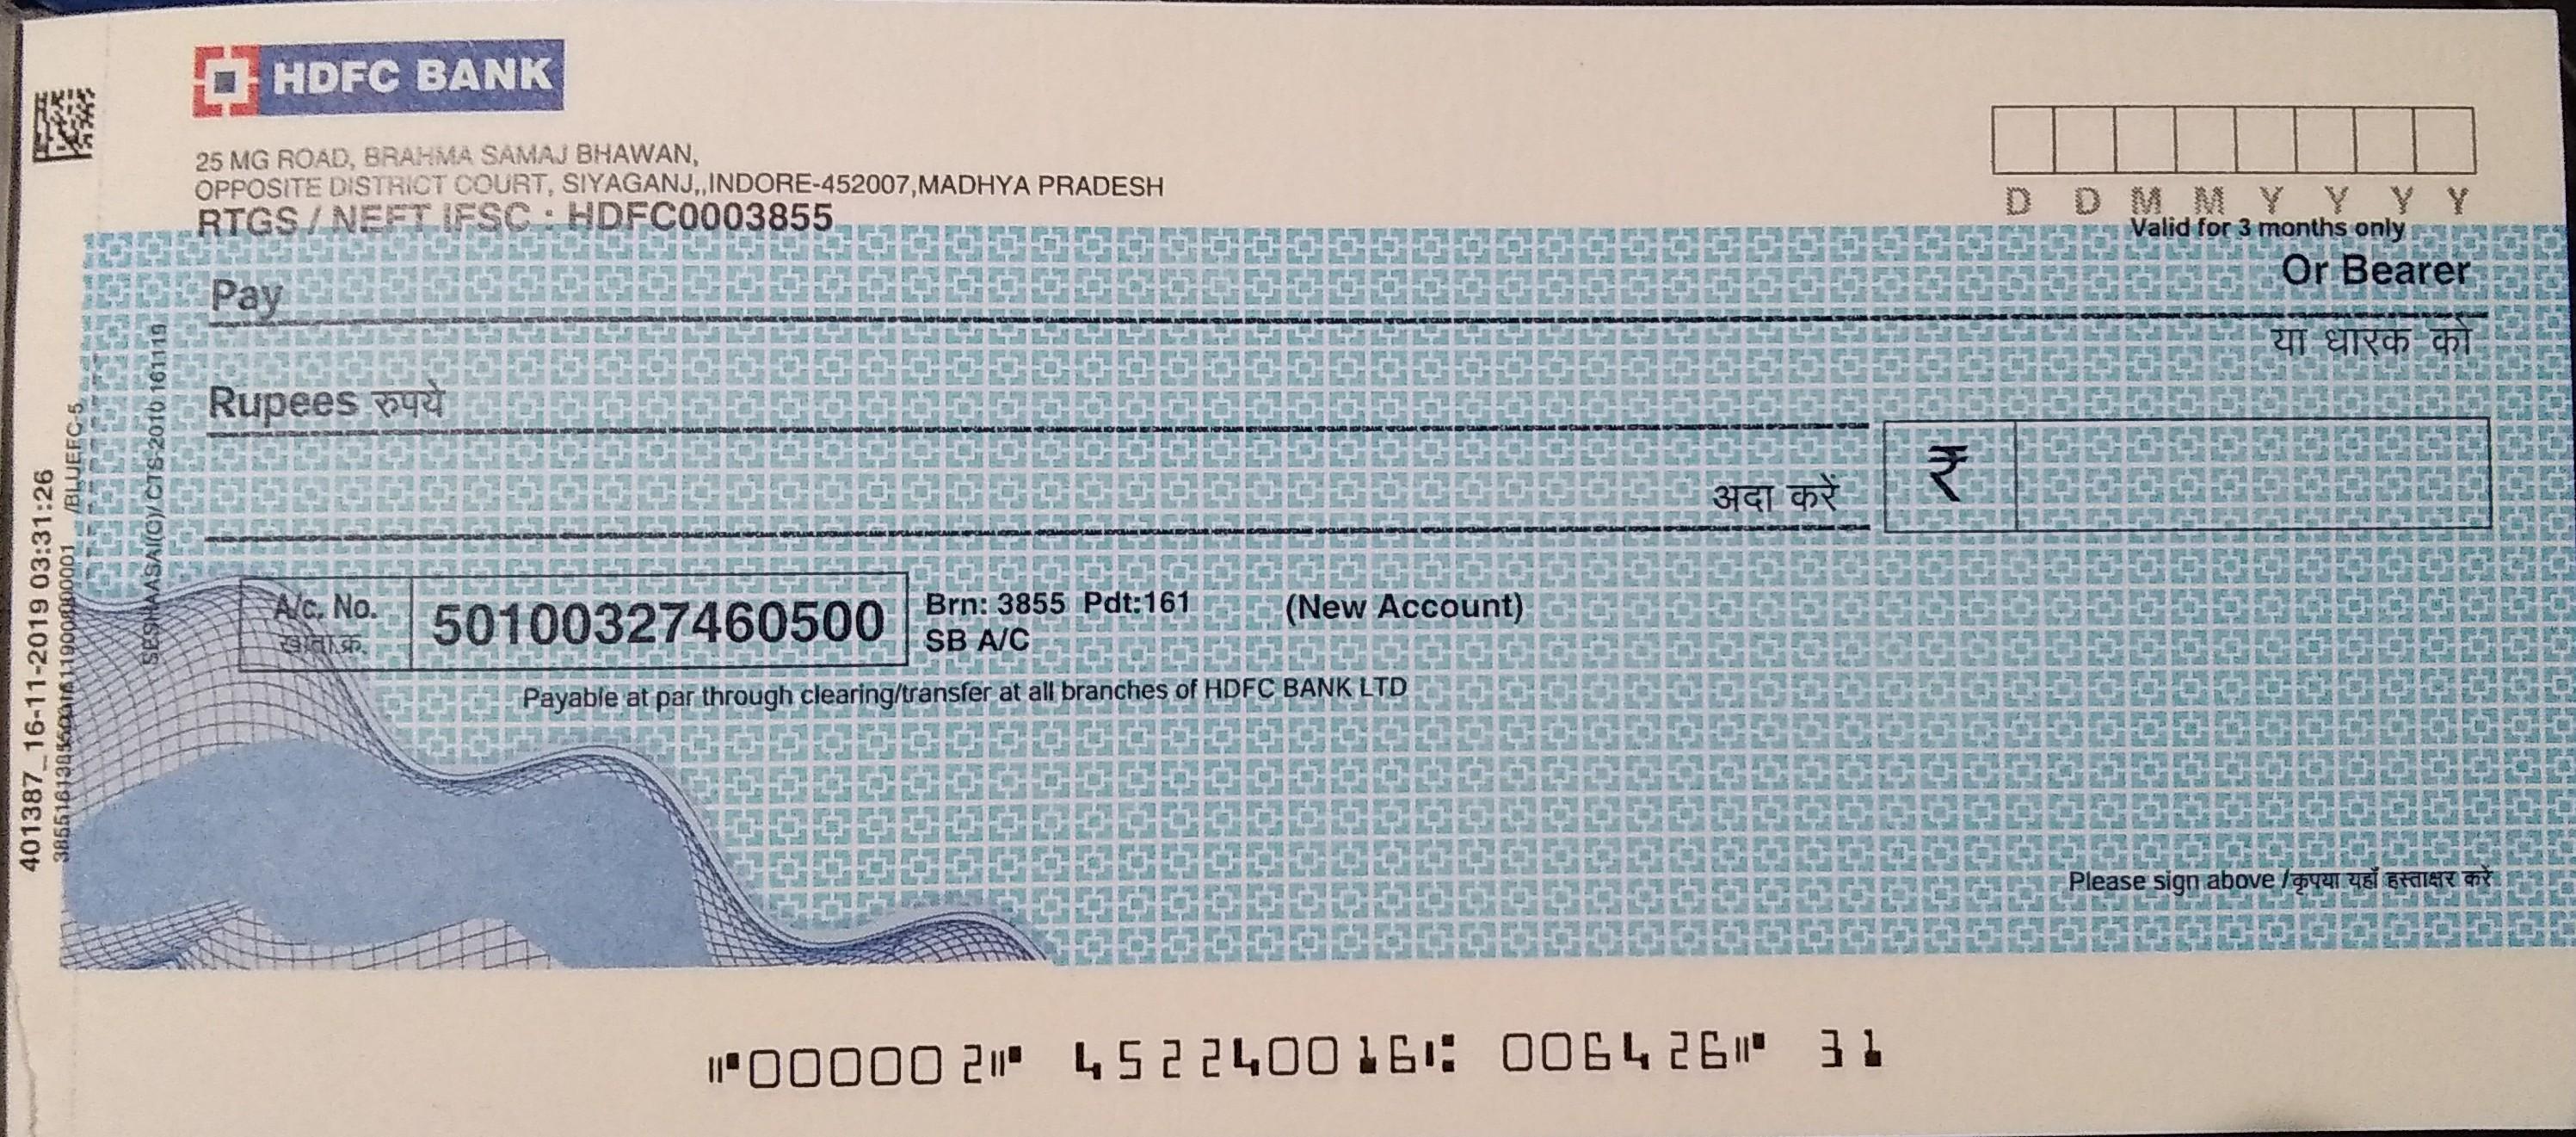 HDFC BANK
25 MG ROAD, BRAHMA SAMAJ BHAWAN,
OPPOSITE DISTRICT COURT, SIYAGANJ,,INDORE-452007,MADHYA PRADESH
RTGS / NEFT IFSC : HDFC0003855
D D M M Y Y Y Y
Valid for 3 months only
Pay
Or Bearer
या धारक को
Rupees रुपये
अदा करें
₹
A/c. No.
खाता क्र.
50100327460500
Brn: 3855 Pdt:161
SB A/C
(New Account)
Payable at par through clearing/transfer at all branches of HDFC BANK LTD
Please sign above /कृपया यहाँ हस्ताक्षर करें
⑈000002⑈ 452240016⑆ 006426⑈ 31
401387_16-11-2019 03:31:26
/BLUEFC-5
SESHAASAI(C)/ CTS-2010 161119